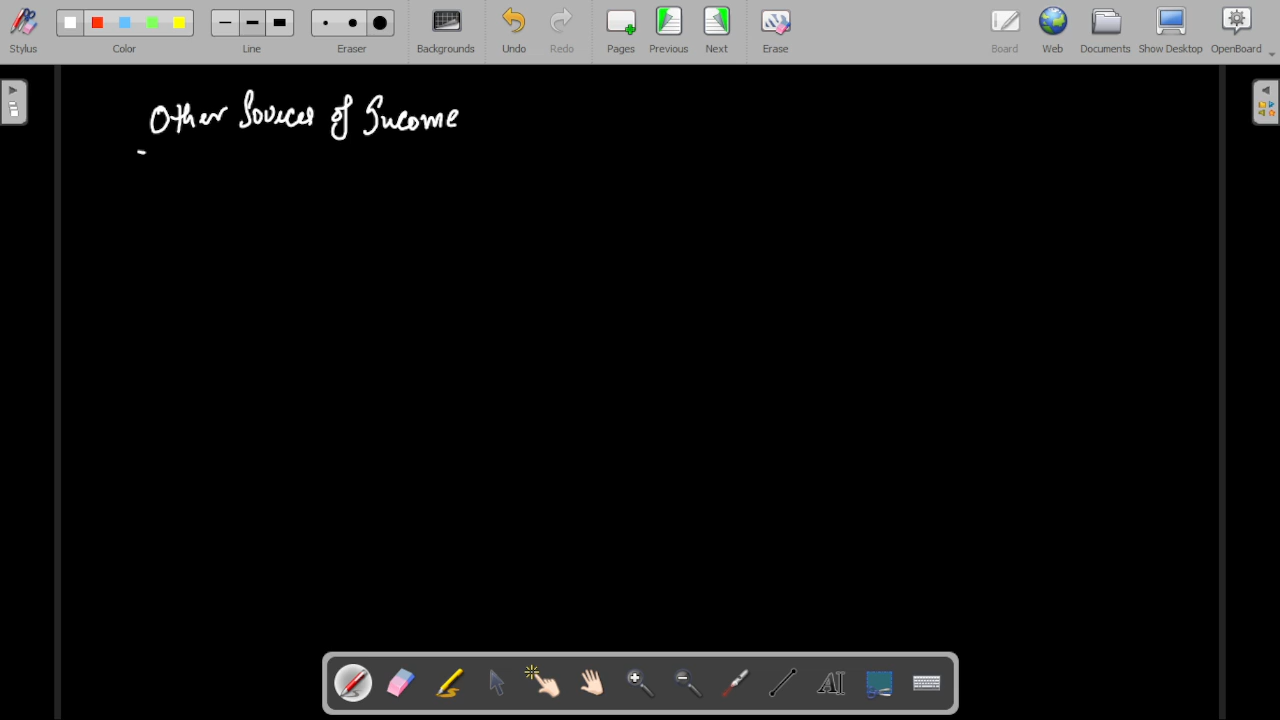 Stylus Color Line Eraser Backgrounds Undo Redo Pages Previous Next Erase Board Web Documents Show Desktop OpenBoard
Other Sources of Income
AI